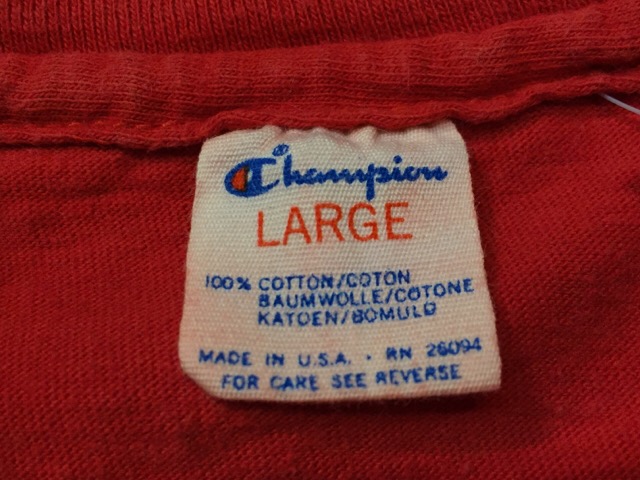 Champion®
LARGE
100% COTTON/COTON
BAUMWOLLE/COTONE
KATOEN/BOMULD
MADE IN U.S.A. · RN 26094
FOR CARE SEE REVERSE